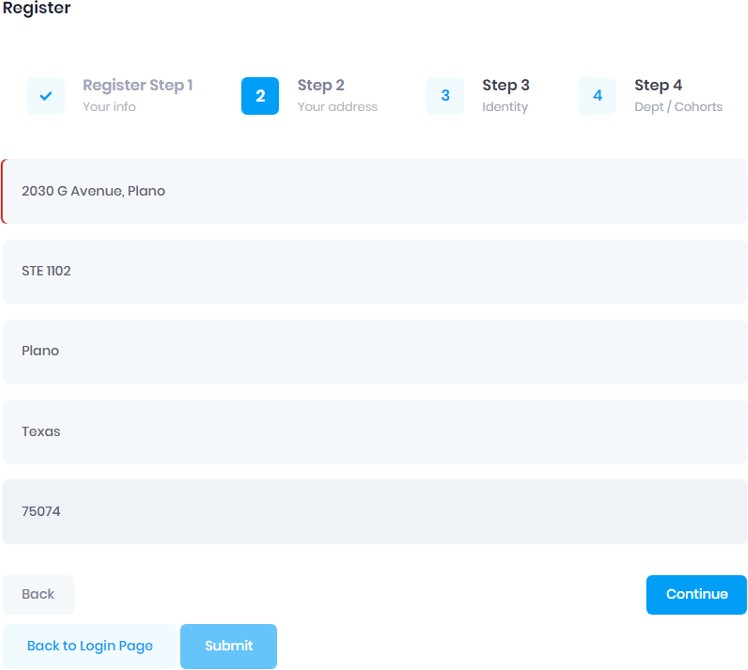 Register
Register Step 1
Your info
2
Step 2
Your address
3
Step 3
Identity
4
Step 4
Dept / Cohorts
2030 G Avenue, Plano
STE 1102
Plano
Texas
75074
Back
Continue
Back to Login Page
Submit